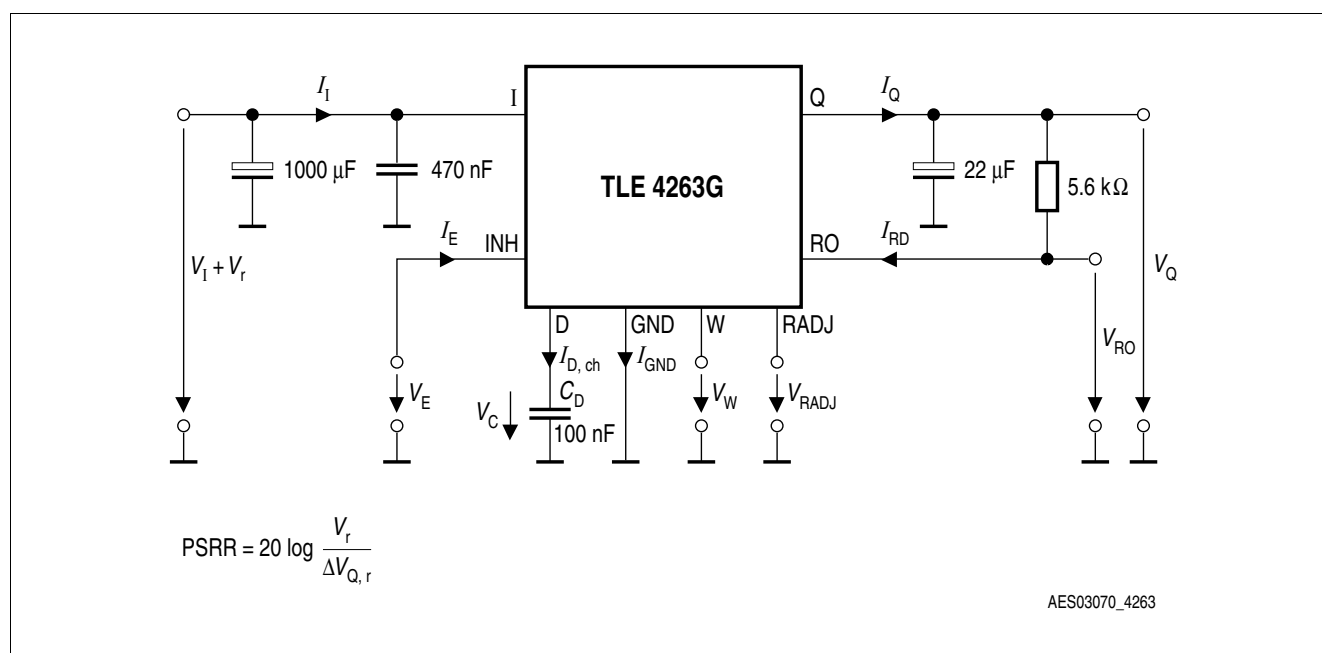 I_I
I
Q
I_Q
1000 µF
470 nF
TLE 4263G
22 µF
5.6 kΩ
I_E
INH
RO
I_RD
V_I + V_r
V_Q
D
GND
W
RADJ
I_D, ch
I_GND
V_RO
V_E
V_C
C_D
V_W
V_RADJ
100 nF
PSRR = 20 log V_r / ΔV_Q, r
AES03070_4263